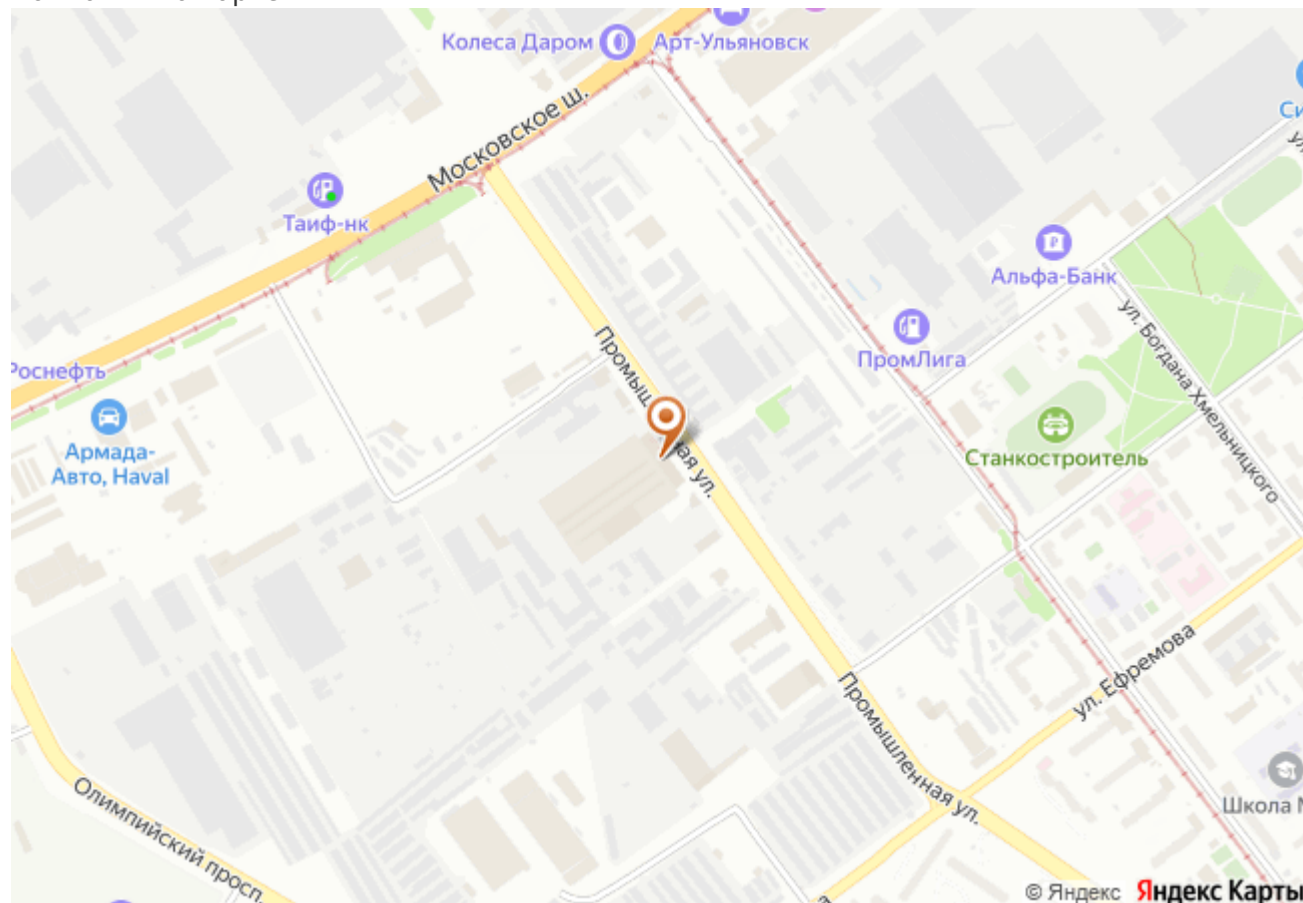 Колеса Даром
Арт-Ульяновск
Московское ш.
Таиф-нк
Альфа-Банк
ул. Богдана Хмельницкого
Роснефть
ПромЛига
Армада-
Авто, Haval
Станкостроитель
Промышленная ул.
ул. Ефремова
Промышленная ул.
Олимпийский просп.
Школа
© Яндекс Яндекс Карты